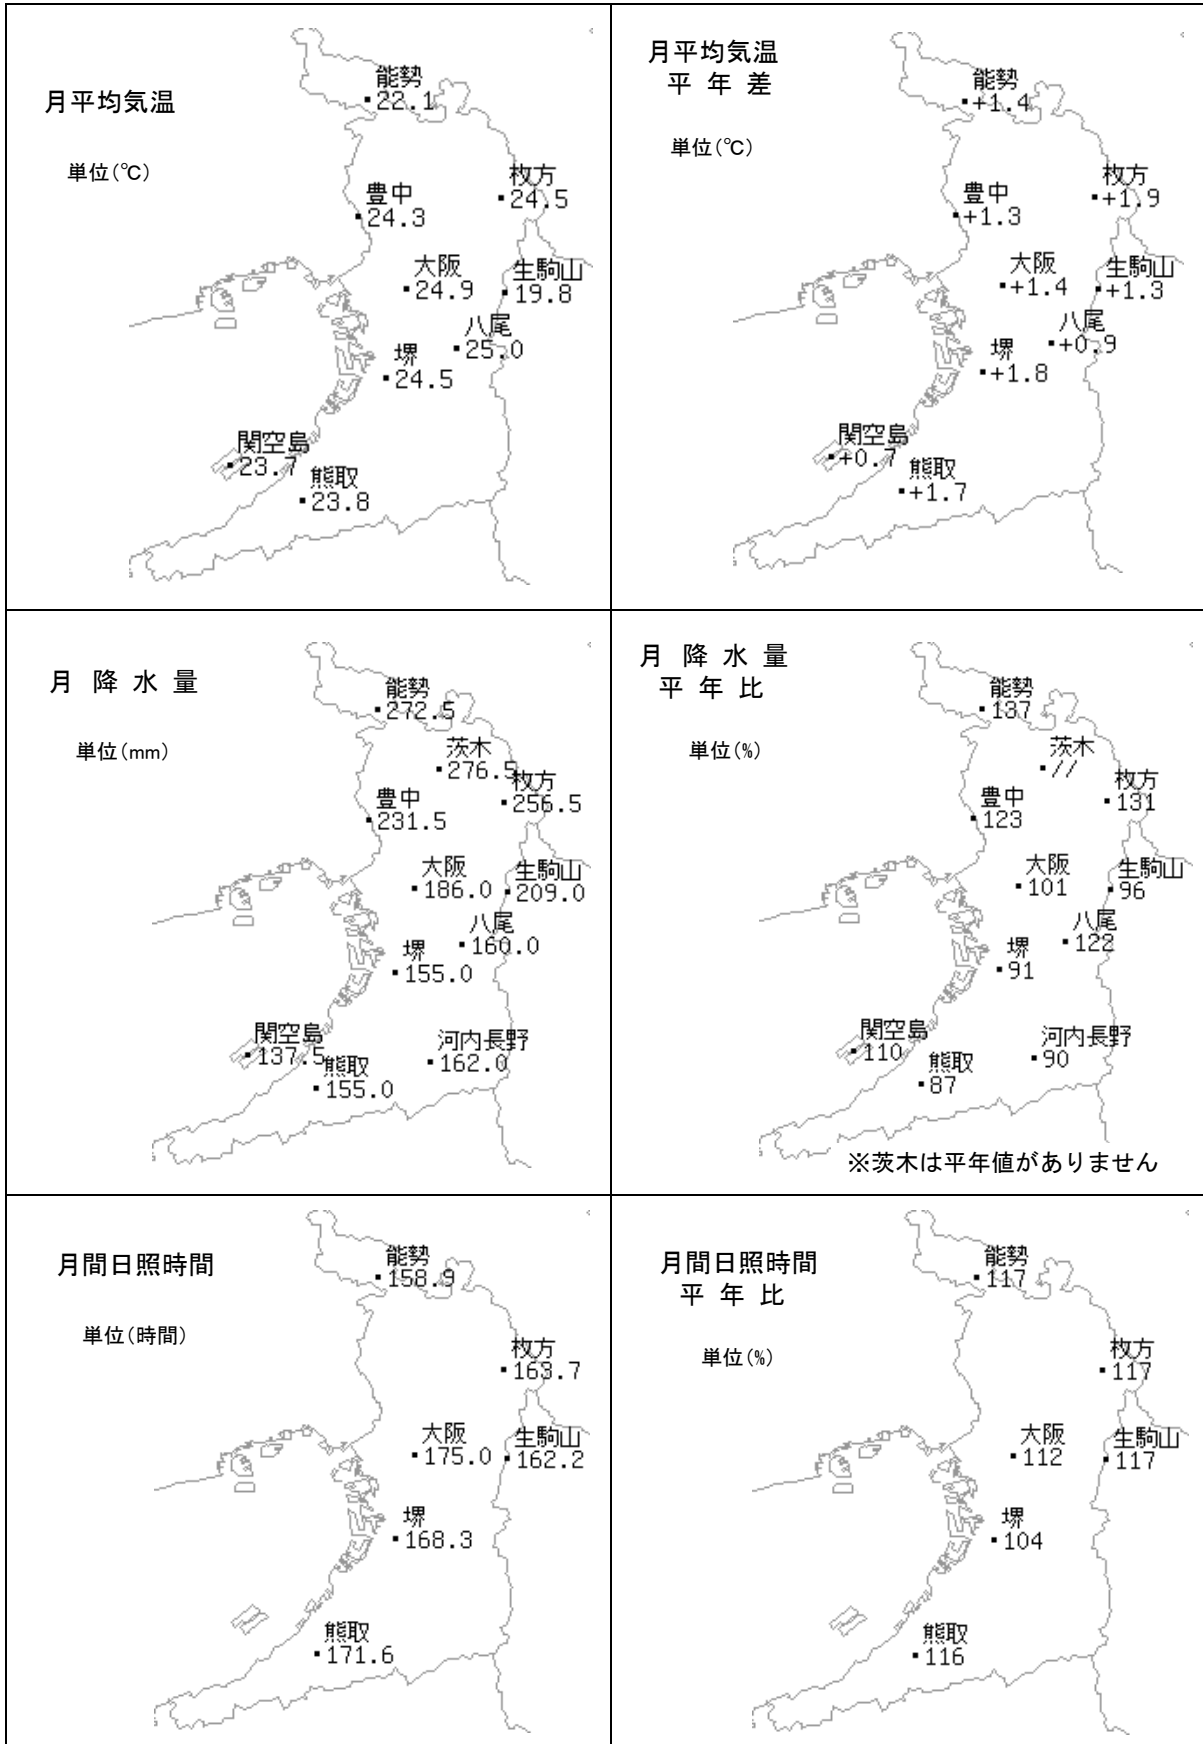 月平均気温
単位(℃)
能勢
22.1
枚方
24.5
豊中
24.3
大阪
24.9
生駒山
19.8
八尾
25.0
堺
24.5
関空島
23.7
熊取
23.8
月平均気温
平年差
単位(℃)
能勢
+1.4
枚方
+1.9
豊中
+1.3
大阪
+1.4
生駒山
+1.3
八尾
+0.9
堺
+1.8
関空島
+0.7
熊取
+1.7
月降水量
単位(mm)
能勢
272.5
茨木
276.5
枚方
256.5
豊中
231.5
大阪
186.0
生駒山
209.0
八尾
160.0
堺
155.0
関空島
137.5
河内長野
162.0
熊取
155.0
月降水量
平年比
単位(%)
能勢
137
茨木
//
枚方
131
豊中
123
大阪
101
生駒山
96
八尾
122
堺
91
関空島
110
河内長野
90
熊取
87
※茨木は平年値がありません
月間日照時間
単位(時間)
能勢
158.9
枚方
163.7
大阪
175.0
生駒山
162.2
堺
168.3
熊取
171.6
月間日照時間
平年比
単位(%)
能勢
117
枚方
117
大阪
112
生駒山
117
堺
104
熊取
116